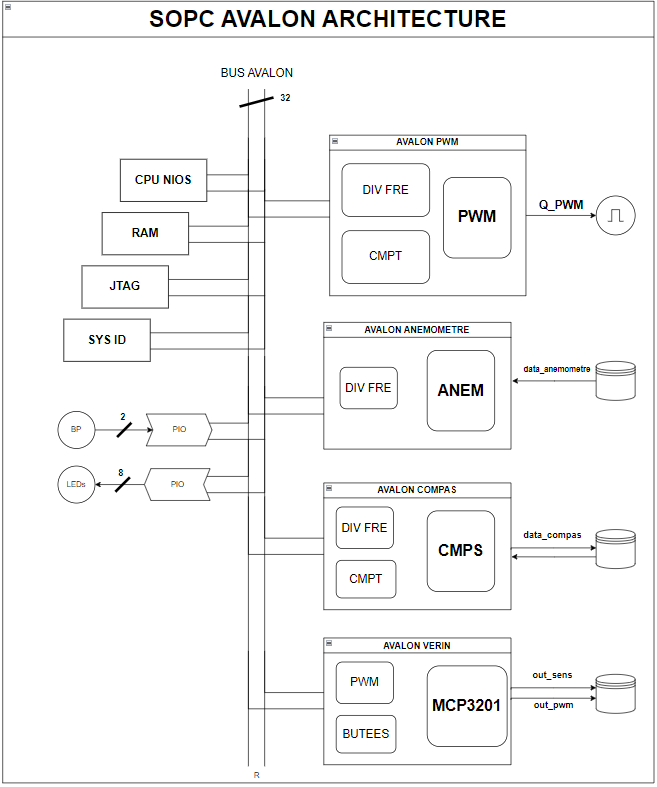 SOPC AVALON ARCHITECTURE
BUS AVALON
32
CPU NIOS
RAM
JTAG
SYS ID
BP
2
PIO
LEDs
8
PIO
R
AVALON PWM
DIV FRE
CMPT
PWM
Q_PWM
AVALON ANEMOMETRE
DIV FRE
ANEM
data_anemometre
AVALON COMPAS
DIV FRE
CMPT
CMPS
data_compas
AVALON VERIN
PWM
BUTEES
MCP3201
out_sens
out_pwm